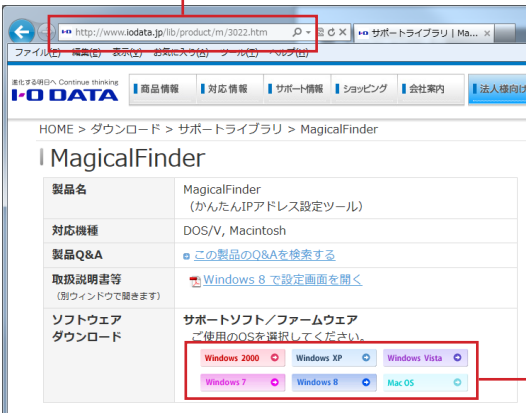 http://www.iodata.jp/lib/product/m/3022.htm
サポートライブラリ | Ma...
ファイル(F) 編集(E) 表示(V) お気に入り(A) ツール(T) ヘルプ(H)
進化する明日へ Continue thinking
I-O DATA
商品情報 対応情報 サポート情報 ショッピング 会社案内 法人様向け
HOME > ダウンロード > サポートライブラリ > MagicalFinder
MagicalFinder
製品名 MagicalFinder
(かんたんIPアドレス設定ツール)
対応機種 DOS/V, Macintosh
製品Q&A この製品のQ&Aを検索する
取扱説明書等 Windows 8 で設定画面を開く
(別ウィンドウで開きます)
ソフトウェア サポートソフト/ファームウェア
ダウンロード ご使用のOSを選択してください。
Windows 2000 Windows XP Windows Vista
Windows 7 Windows 8 Mac OS